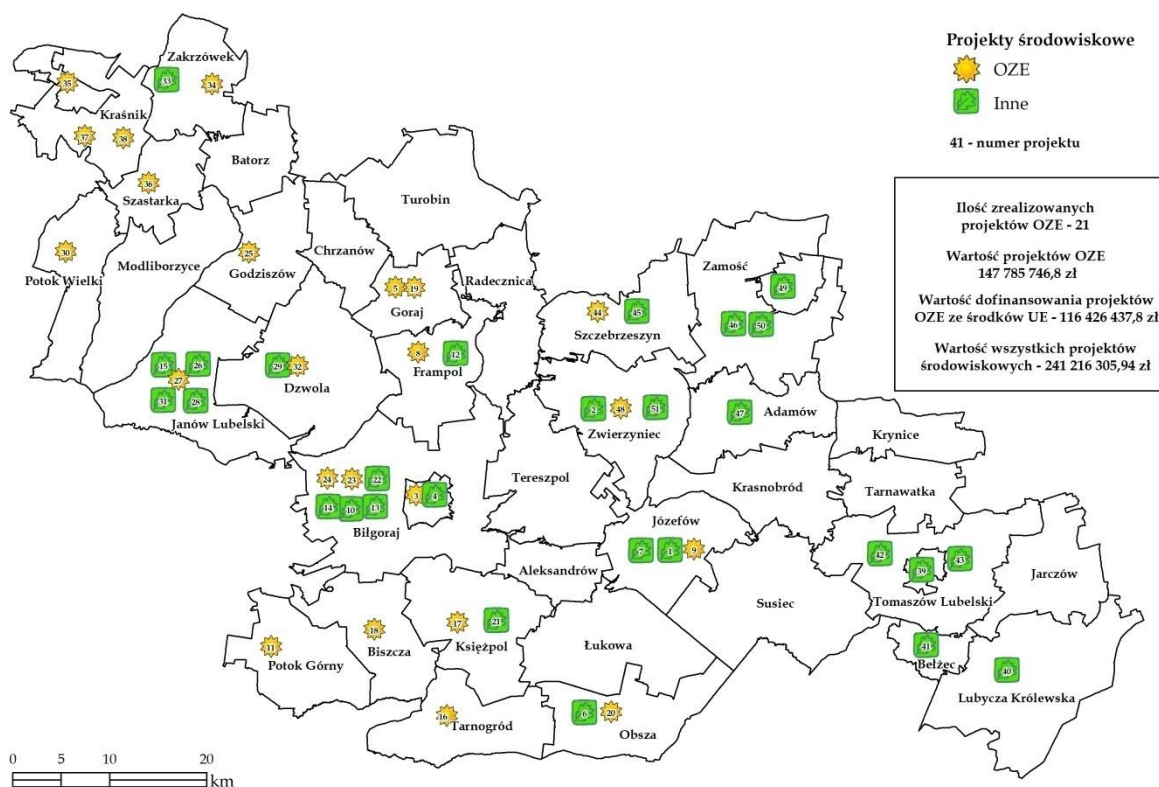 Projekty środowiskowe
OZE
Inne
41 - numer projektu
Ilość zrealizowanych
projektów OZE - 21
Wartość projektów OZE
147 785 746,8 zł
Wartość dofinansowania projektów
OZE ze środków UE - 116 426 437,8 zł
Wartość wszystkich projektów
środowiskowych - 241 216 305,94 zł
Zakrzówek
33
34
35
Kraśnik
37
38
Batorz
36
Szastarka
Turobin
30
Potok Wielki
Modliborzyce
25
Godziszów
Chrzanów
Radecznica
5
19
Goraj
Zamość
49
46
50
44
45
Szczebrzeszyn
8
12
Frampol
15
26
27
31
28
Janów Lubelski
29
32
Dzwola
2
48
51
Zwierzyniec
47
Adamów
Krynice
24
23
22
3
4
14
10
13
Biłgoraj
Tereszpol
Krasnobród
Tarnawatka
Józefów
7
1
9
Aleksandrów
42
39
43
Tomaszów Lubelski
Jarczów
Susiec
11
Potok Górny
18
Biszcza
17
21
Księżpol
Łukowa
41
Bełżec
40
Lubycza Królewska
16
Tarnogród
6
20
Obsza
0 5 10 20
km